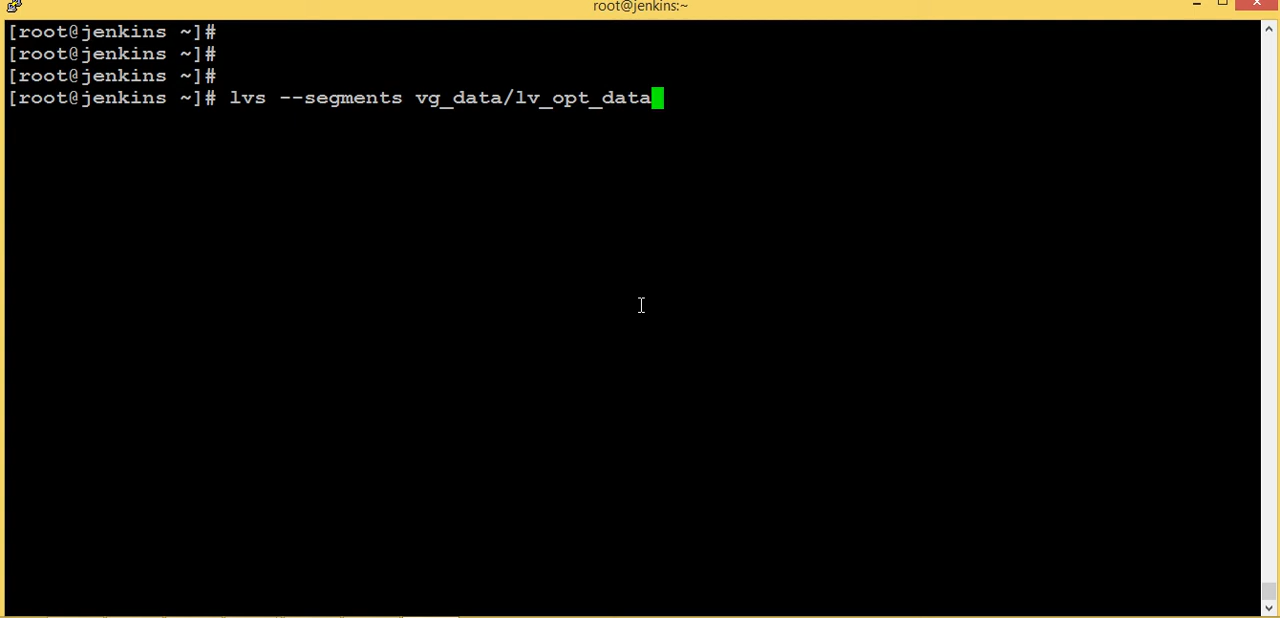 root@jenkins:~
[root@jenkins ~]#
[root@jenkins ~]#
[root@jenkins ~]#
[root@jenkins ~]# lvs --segments vg_data/lv_opt_data